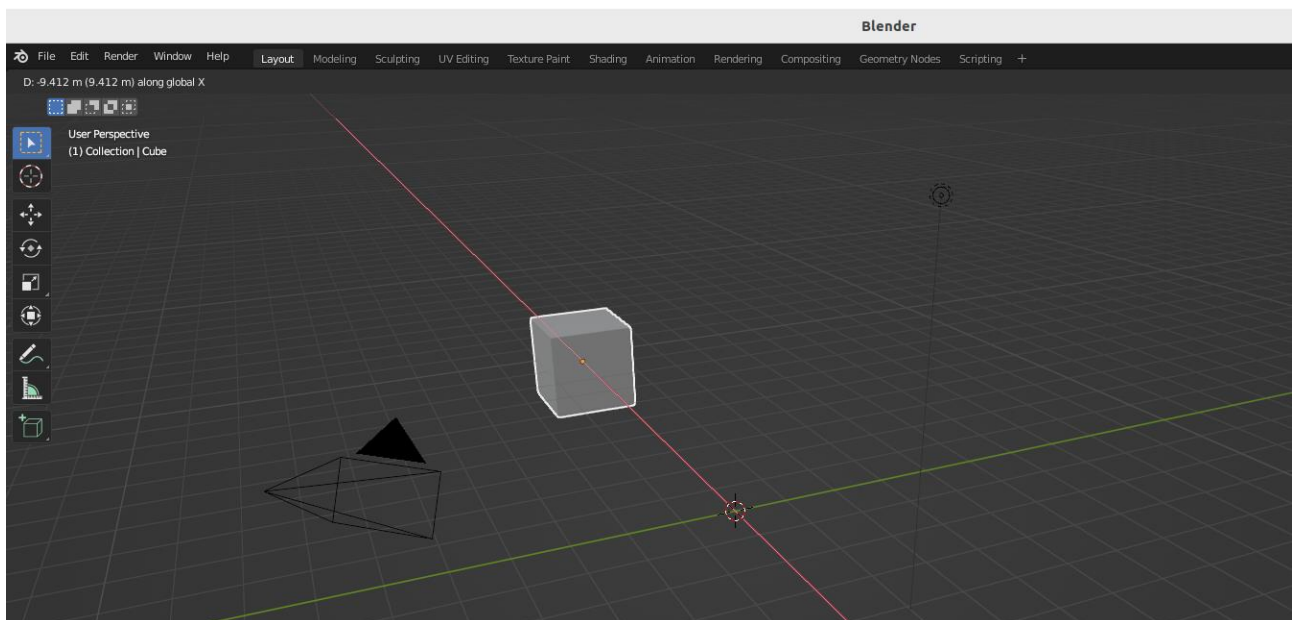 Blender
File Edit Render Window Help Layout Modeling Sculpting UV Editing Texture Paint Shading Animation Rendering Compositing Geometry Nodes Scripting +
D: -9.412 m (9.412 m) along global X
User Perspective
(1) Collection | Cube